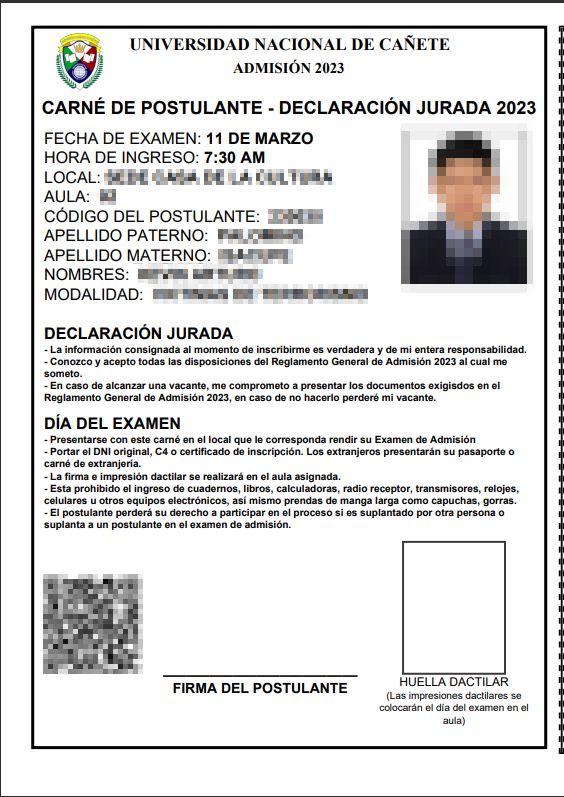 UNIVERSIDAD NACIONAL DE CAÑETE
ADMISIÓN 2023
CARNÉ DE POSTULANTE - DECLARACIÓN JURADA 2023
FECHA DE EXAMEN: 11 DE MARZO
HORA DE INGRESO: 7:30 AM
LOCAL:
AULA:
CÓDIGO DEL POSTULANTE:
APELLIDO PATERNO:
APELLIDO MATERNO:
NOMBRES:
MODALIDAD:
DECLARACIÓN JURADA
- La información consignada al momento de inscribirme es verdadera y de mi entera responsabilidad.
- Conozco y acepto todas las disposiciones del Reglamento General de Admisión 2023 al cual me
someto.
- En caso de alcanzar una vacante, me comprometo a presentar los documentos exigisdos en el
Reglamento General de Admisión 2023, en caso de no hacerlo perderé mi vacante.
DÍA DEL EXAMEN
- Presentarse con este carné en el local que le corresponda rendir su Examen de Admisión
- Portar el DNI original, C4 o certificado de inscripción. Los extranjeros presentarán su pasaporte o
carné de extranjería.
- La firma e impresión dactilar se realizará en el aula asignada.
- Esta prohibido el ingreso de cuadernos, libros, calculadoras, radio receptor, transmisores, relojes,
celulares u otros equipos electrónicos, así mismo prendas de manga larga como capuchas, gorras.
- El postulante perderá su derecho a participar en el proceso si es suplantado por otra persona o
suplanta a un postulante en el examen de admisión.
FIRMA DEL POSTULANTE
HUELLA DACTILAR
(Las impresiones dactilares se
colocarán el día del examen en el
aula)